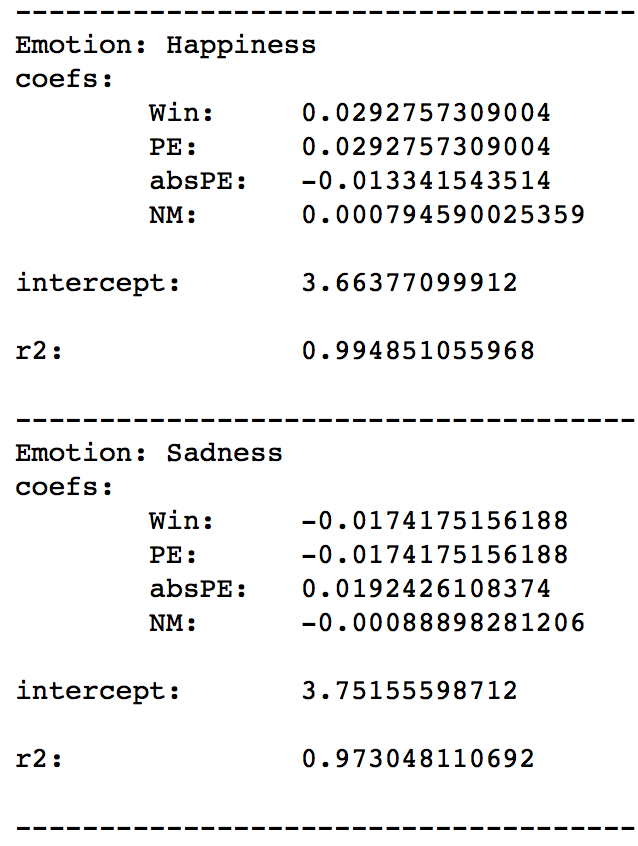 --------------------------------------
Emotion: Happiness
coefs:
Win: 0.0292757309004
PE: 0.0292757309004
absPE: -0.013341543514
NM: 0.000794590025359
intercept: 3.66377099912
r2: 0.994851055968
--------------------------------------
Emotion: Sadness
coefs:
Win: -0.0174175156188
PE: -0.0174175156188
absPE: 0.0192426108374
NM: -0.00088898281206
intercept: 3.75155598712
r2: 0.973048110692
--------------------------------------